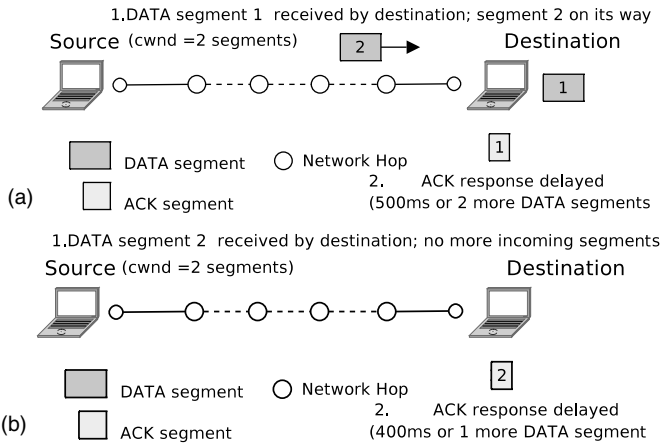 1.DATA segment 1 received by destination; segment 2 on its way
Source (cwnd =2 segments)
2
Destination
1
1
DATA segment
Network Hop
2. ACK response delayed
(a)
ACK segment
(500ms or 2 more DATA segments
1.DATA segment 2 received by destination; no more incoming segments
Source (cwnd =2 segments)
Destination
2
DATA segment
Network Hop
2. ACK response delayed
(b)
ACK segment
(400ms or 1 more DATA segment